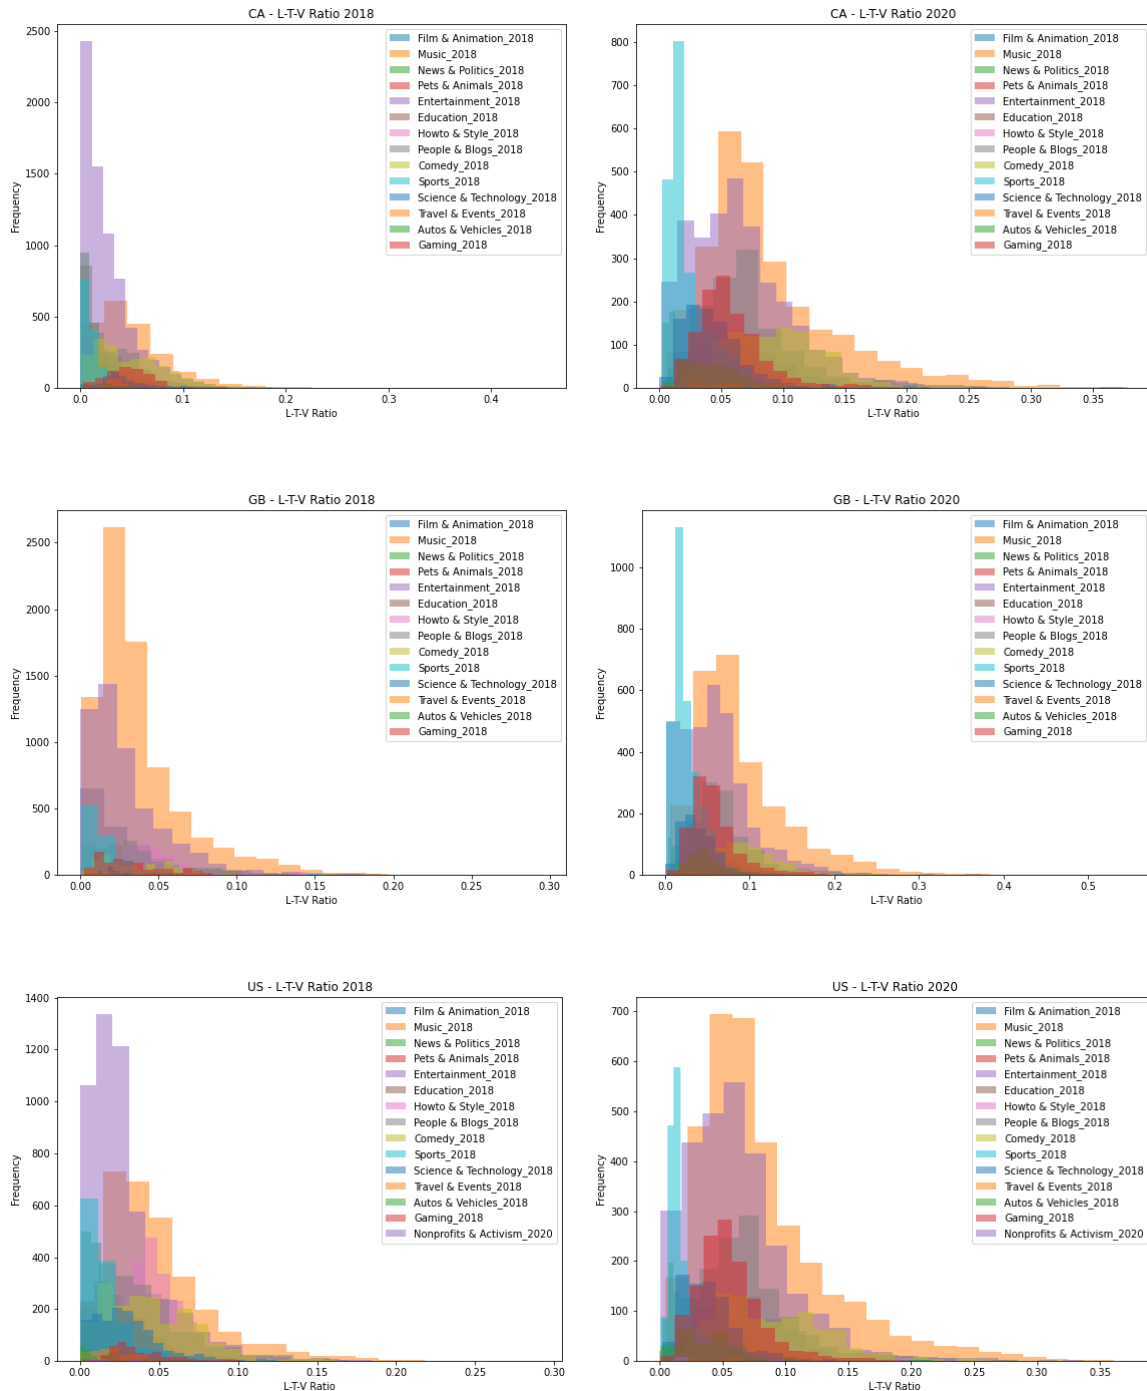 CA - L-T-V Ratio 2018
2500
2000
1500
1000
500
0
Frequency
Film & Animation_2018
Music_2018
News & Politics_2018
Pets & Animals_2018
Entertainment_2018
Education_2018
Howto & Style_2018
People & Blogs_2018
Comedy_2018
Sports_2018
Science & Technology_2018
Travel & Events_2018
Autos & Vehicles_2018
Gaming_2018
0.0 0.1 0.2 0.3 0.4
L-T-V Ratio
CA - L-T-V Ratio 2020
800
700
600
500
400
300
200
100
0
Frequency
Film & Animation_2018
Music_2018
News & Politics_2018
Pets & Animals_2018
Entertainment_2018
Education_2018
Howto & Style_2018
People & Blogs_2018
Comedy_2018
Sports_2018
Science & Technology_2018
Travel & Events_2018
Autos & Vehicles_2018
Gaming_2018
0.00 0.05 0.10 0.15 0.20 0.25 0.30 0.35
L-T-V Ratio
GB - L-T-V Ratio 2018
2500
2000
1500
1000
500
0
Frequency
Film & Animation_2018
Music_2018
News & Politics_2018
Pets & Animals_2018
Entertainment_2018
Education_2018
Howto & Style_2018
People & Blogs_2018
Comedy_2018
Sports_2018
Science & Technology_2018
Travel & Events_2018
Autos & Vehicles_2018
Gaming_2018
0.00 0.05 0.10 0.15 0.20 0.25 0.30
L-T-V Ratio
GB - L-T-V Ratio 2020
1000
800
600
400
200
0
Frequency
Film & Animation_2018
Music_2018
News & Politics_2018
Pets & Animals_2018
Entertainment_2018
Education_2018
Howto & Style_2018
People & Blogs_2018
Comedy_2018
Sports_2018
Science & Technology_2018
Travel & Events_2018
Autos & Vehicles_2018
Gaming_2018
0.0 0.1 0.2 0.3 0.4 0.5
L-T-V Ratio
US - L-T-V Ratio 2018
1400
1200
1000
800
600
400
200
0
Frequency
Film & Animation_2018
Music_2018
News & Politics_2018
Pets & Animals_2018
Entertainment_2018
Education_2018
Howto & Style_2018
People & Blogs_2018
Comedy_2018
Sports_2018
Science & Technology_2018
Travel & Events_2018
Autos & Vehicles_2018
Gaming_2018
Nonprofits & Activism_2020
0.00 0.05 0.10 0.15 0.20 0.25 0.30
L-T-V Ratio
US - L-T-V Ratio 2020
700
600
500
400
300
200
100
0
Frequency
Film & Animation_2018
Music_2018
News & Politics_2018
Pets & Animals_2018
Entertainment_2018
Education_2018
Howto & Style_2018
People & Blogs_2018
Comedy_2018
Sports_2018
Science & Technology_2018
Travel & Events_2018
Autos & Vehicles_2018
Gaming_2018
Nonprofits & Activism_2020
0.00 0.05 0.10 0.15 0.20 0.25 0.30 0.35
L-T-V Ratio